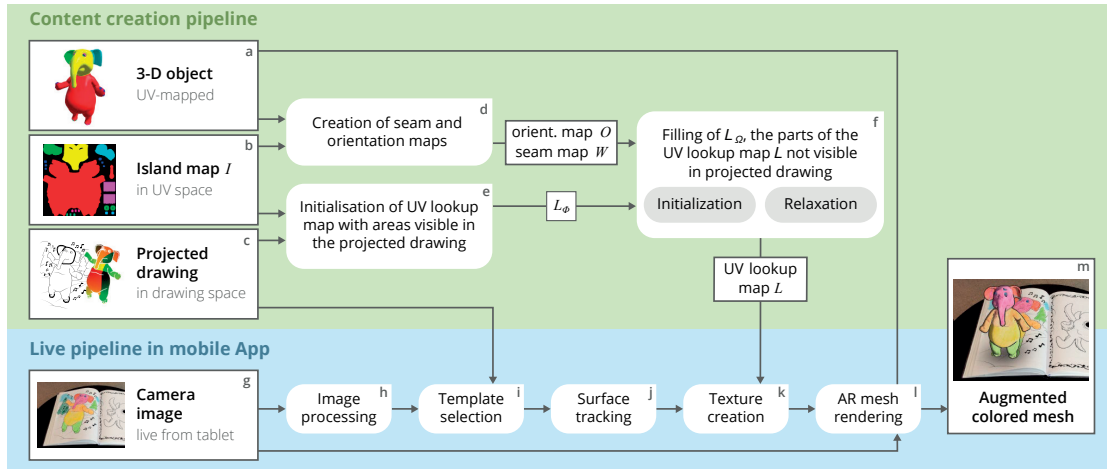 Content creation pipeline
a
3-D object
UV-mapped
b
Island map I
in UV space
c
Projected
drawing
in drawing space
d
Creation of seam and
orientation maps
orient. map O
seam map W
e
Initialisation of UV lookup
map with areas visible in
the projected drawing
L_Φ
f
Filling of L_Ω, the parts of the
UV lookup map L not visible
in projected drawing
Initialization
Relaxation
UV lookup
map L
Live pipeline in mobile App
g
Camera
image
live from tablet
h
Image
processing
i
Template
selection
j
Surface
tracking
k
Texture
creation
l
AR mesh
rendering
m
Augmented
colored mesh